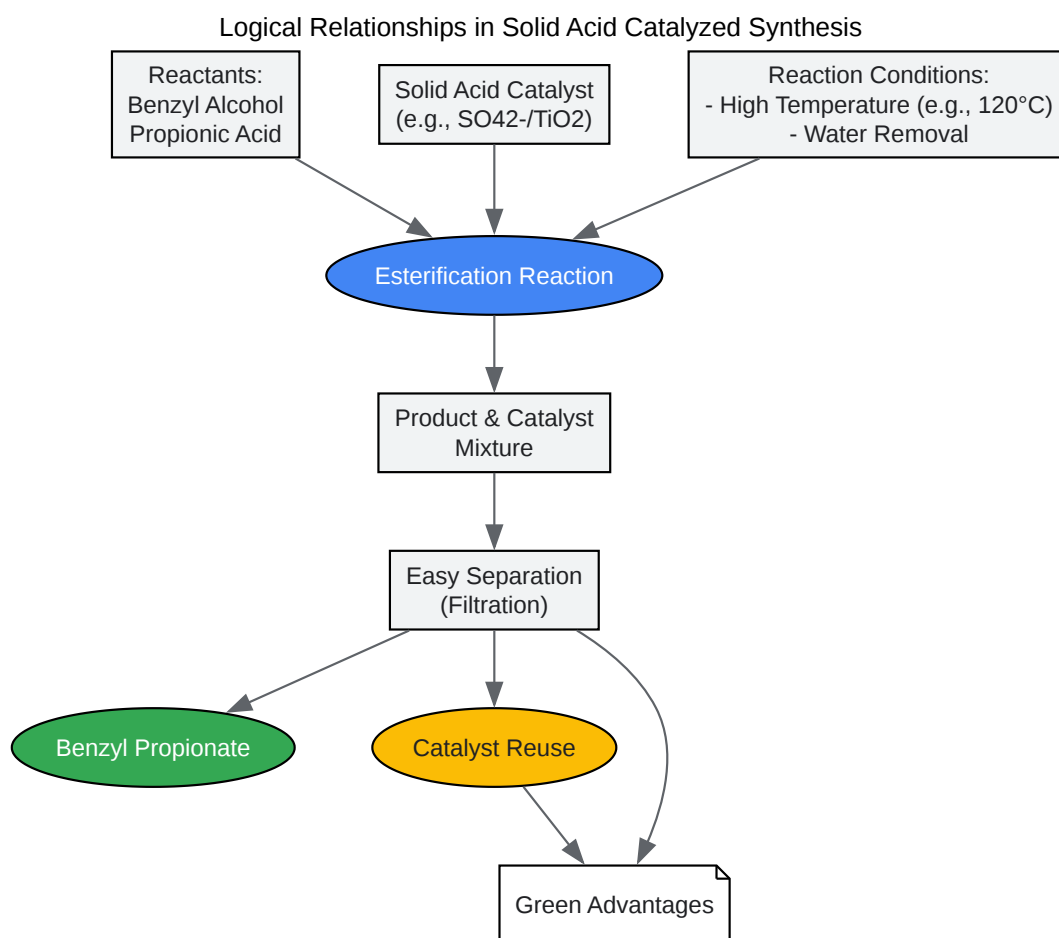 Logical Relationships in Solid Acid Catalyzed Synthesis
Reactants:
Benzyl Alcohol
Propionic Acid
Solid Acid Catalyst
(e.g., SO42-/TiO2)
Reaction Conditions:
- High Temperature (e.g., 120°C)
- Water Removal
Esterification Reaction
Product & Catalyst
Mixture
Easy Separation
(Filtration)
Benzyl Propionate
Catalyst Reuse
Green Advantages